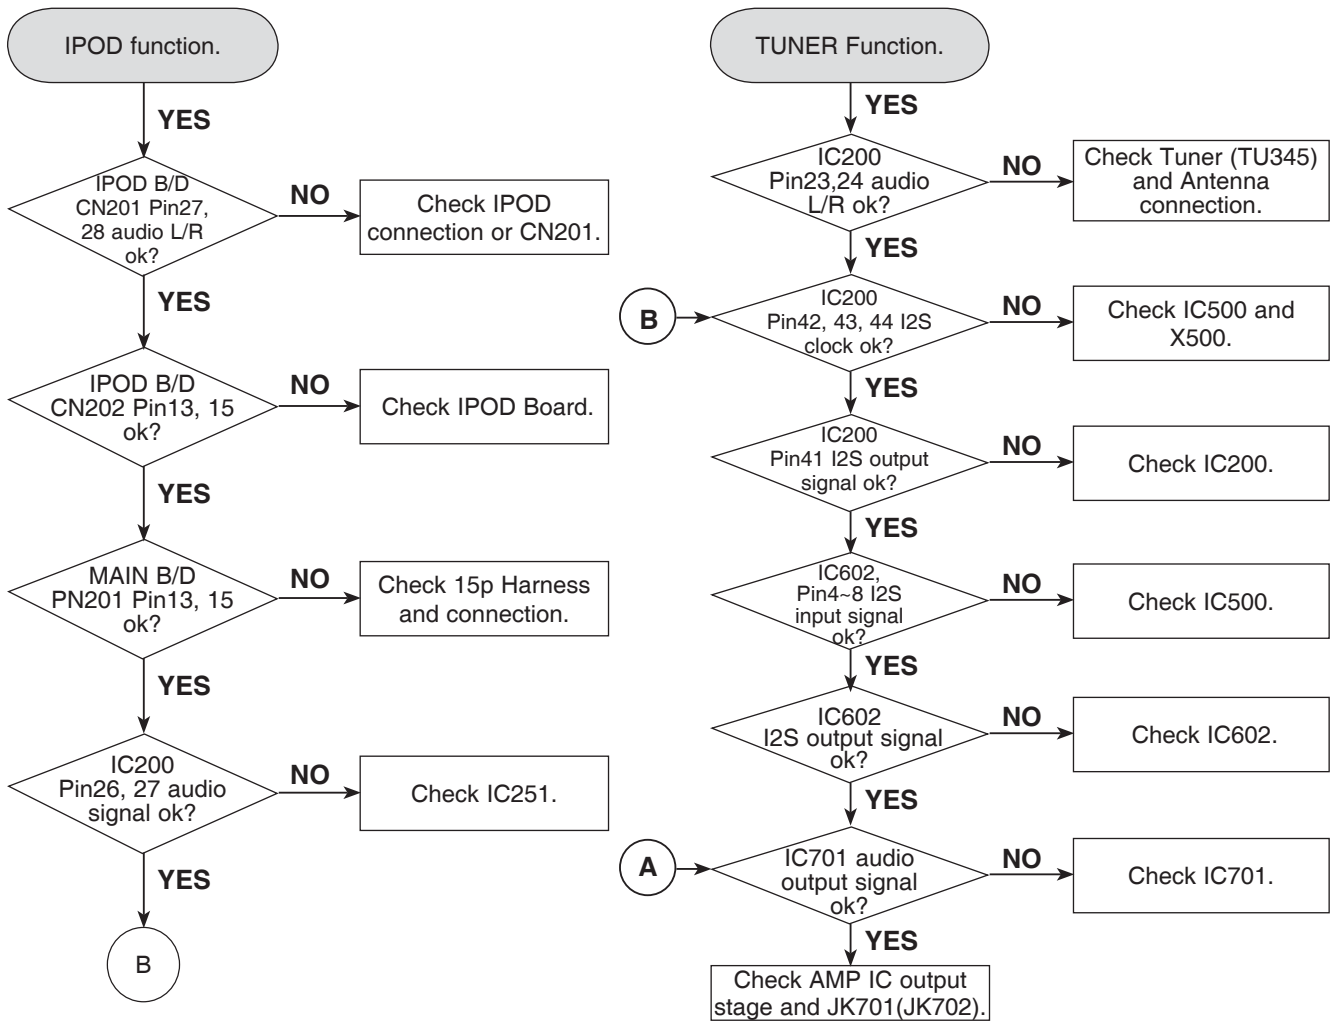 IPOD function.
YES
IPOD B/D
CN201 Pin27,
28 audio L/R
ok?
NO
Check IPOD
connection or CN201.
YES
IPOD B/D
CN202 Pin13, 15
ok?
NO
Check IPOD Board.
YES
MAIN B/D
PN201 Pin13, 15
ok?
NO
Check 15p Harness
and connection.
YES
IC200
Pin26, 27 audio
signal ok?
NO
Check IC251.
YES
B
TUNER Function.
YES
IC200
Pin23,24 audio
L/R ok?
NO
Check Tuner (TU345)
and Antenna
connection.
YES
B
IC200
Pin42, 43, 44 I2S
clock ok?
NO
Check IC500 and
X500.
YES
IC200
Pin41 I2S output
signal ok?
NO
Check IC200.
YES
IC602,
Pin4~8 I2S
input signal
ok?
NO
Check IC500.
YES
IC602
I2S output signal
ok?
NO
Check IC602.
YES
A
IC701 audio
output signal
ok?
NO
Check IC701.
YES
Check AMP IC output
stage and JK701(JK702).